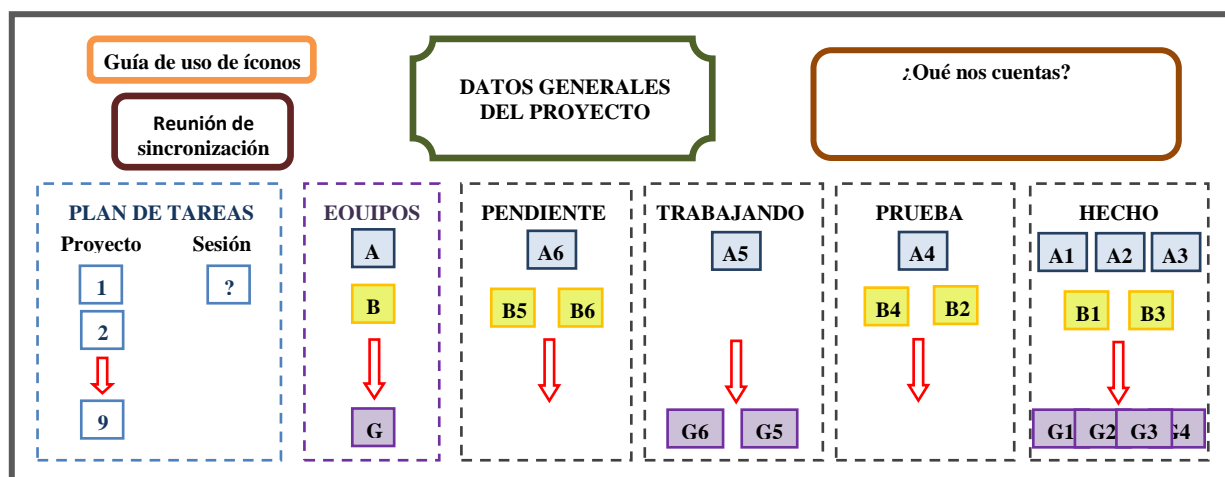 Guía de uso de íconos
Reunión de
sincronización
DATOS GENERALES
DEL PROYECTO
¿Qué nos cuentas?
PLAN DE TAREAS
Proyecto Sesión
1 ?
2
9
EQUIPOS
A
B
G
PENDIENTE
A6
B5 B6
TRABAJANDO
A5
G6 G5
PRUEBA
A4
B4 B2
HECHO
A1 A2 A3
B1 B3
G1 G2 G3 G4